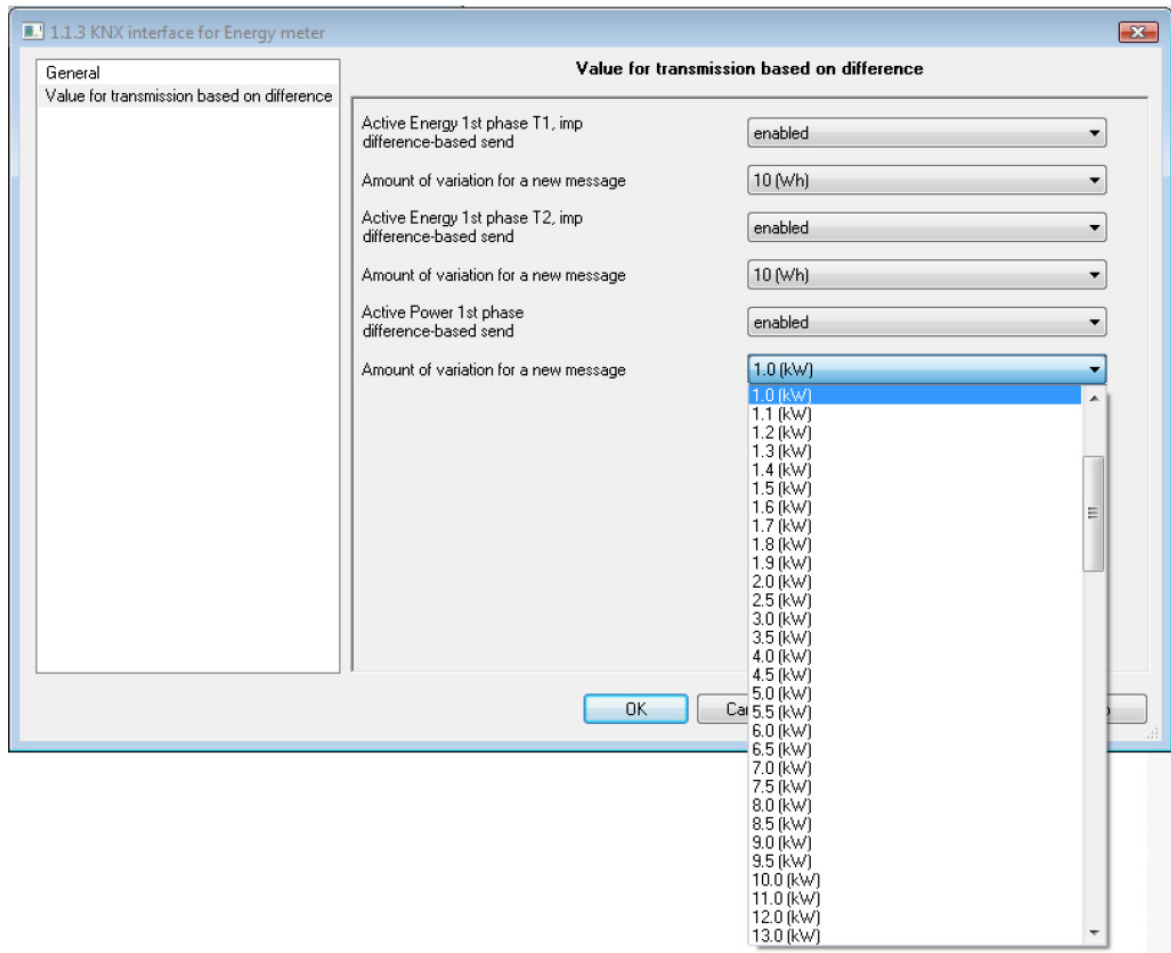 1.1.3 KNX interface for Energy meter
General
Value for transmission based on difference
Value for transmission based on difference
Active Energy 1st phase T1, imp
difference-based send
enabled
Amount of variation for a new message
10 (Wh)
Active Energy 1st phase T2, imp
difference-based send
enabled
Amount of variation for a new message
10 (Wh)
Active Power 1st phase
difference-based send
enabled
Amount of variation for a new message
1.0 (kW)
1.0 (kW)
1.1 (kW)
1.2 (kW)
1.3 (kW)
1.4 (kW)
1.5 (kW)
1.6 (kW)
1.7 (kW)
1.8 (kW)
1.9 (kW)
2.0 (kW)
2.5 (kW)
3.0 (kW)
3.5 (kW)
4.0 (kW)
4.5 (kW)
5.0 (kW)
5.5 (kW)
6.0 (kW)
6.5 (kW)
7.0 (kW)
7.5 (kW)
8.0 (kW)
8.5 (kW)
9.0 (kW)
9.5 (kW)
10.0 (kW)
11.0 (kW)
12.0 (kW)
13.0 (kW)
OK